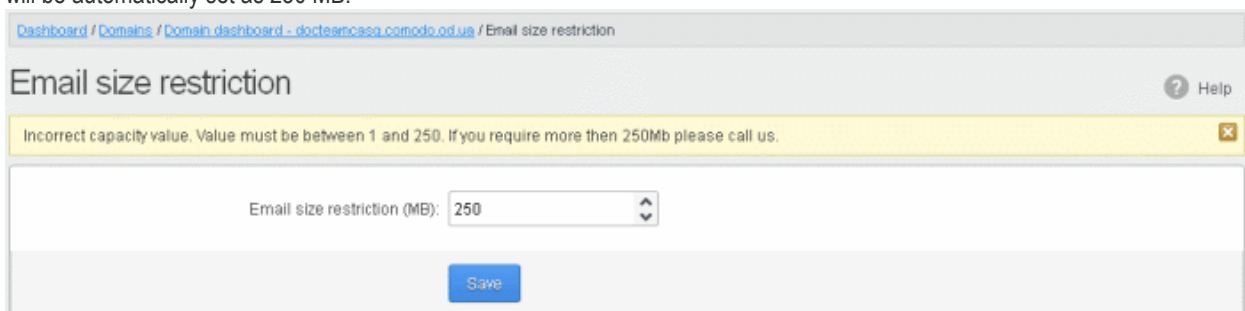 will be automatically set as 250 MB.
Dashboard / Domains / Domain dashboard - docteamcasg.comodo.od.ua / Email size restriction
Email size restriction
? Help
Incorrect capacity value. Value must be between 1 and 250. If you require more then 250Mb please call us.
Email size restriction (MB): 250
Save